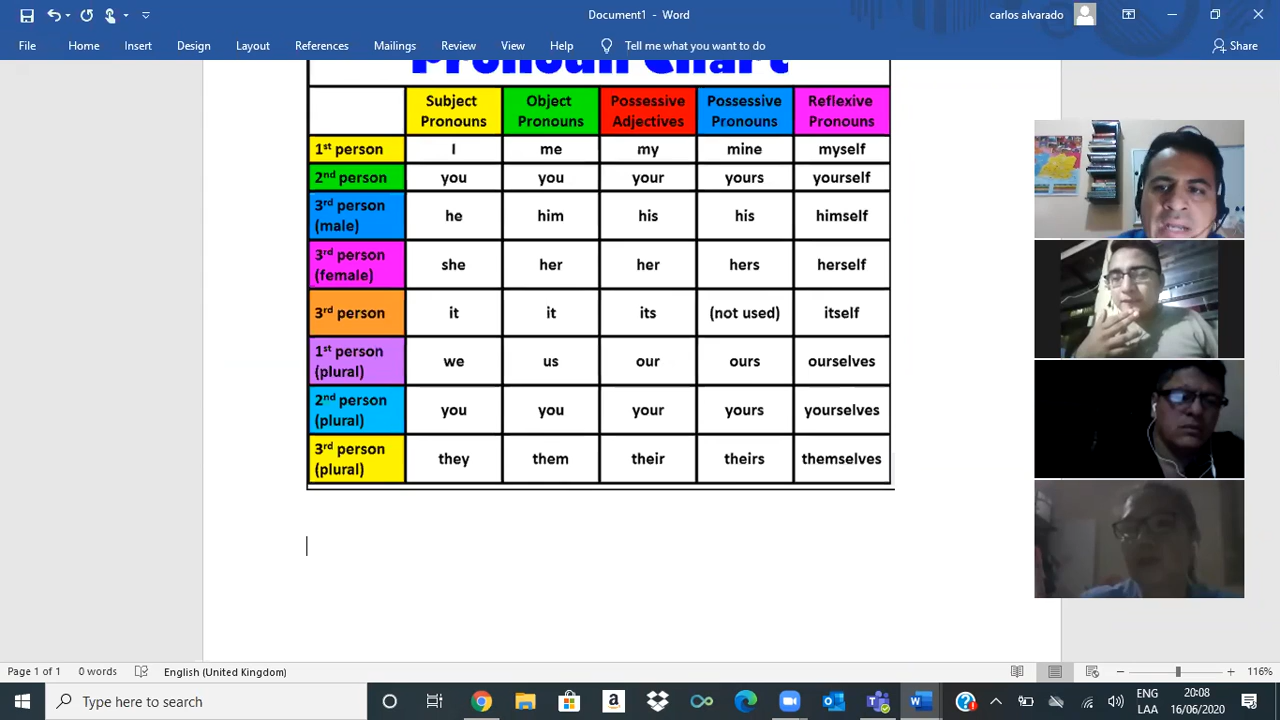 Document1 - Word
carlos alvarado
File Home Insert Design Layout References Mailings Review View Help Tell me what you want to do Share
Pronoun Chart
Subject Pronouns Object Pronouns Possessive Adjectives Possessive Pronouns Reflexive Pronouns
1st person I me my mine myself
2nd person you you your yours yourself
3rd person (male) he him his his himself
3rd person (female) she her her hers herself
3rd person it it its (not used) itself
1st person (plural) we us our ours ourselves
2nd person (plural) you you your yours yourselves
3rd person (plural) they them their theirs themselves
Page 1 of 1 0 words English (United Kingdom) 116%
Type here to search
ENG 20:08
LAA 16/06/2020